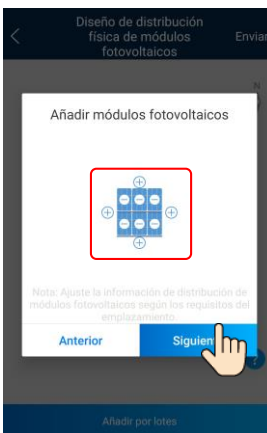 Diseño de distribución
física de módulos
fotovoltaicos
Enviar
N
Añadir módulos fotovoltaicos
Nota: Ajuste la información de distribución de
módulos fotovoltaicos según los requisitos del
emplazamiento.
Anterior
Siguien
?
Añadir por lotes